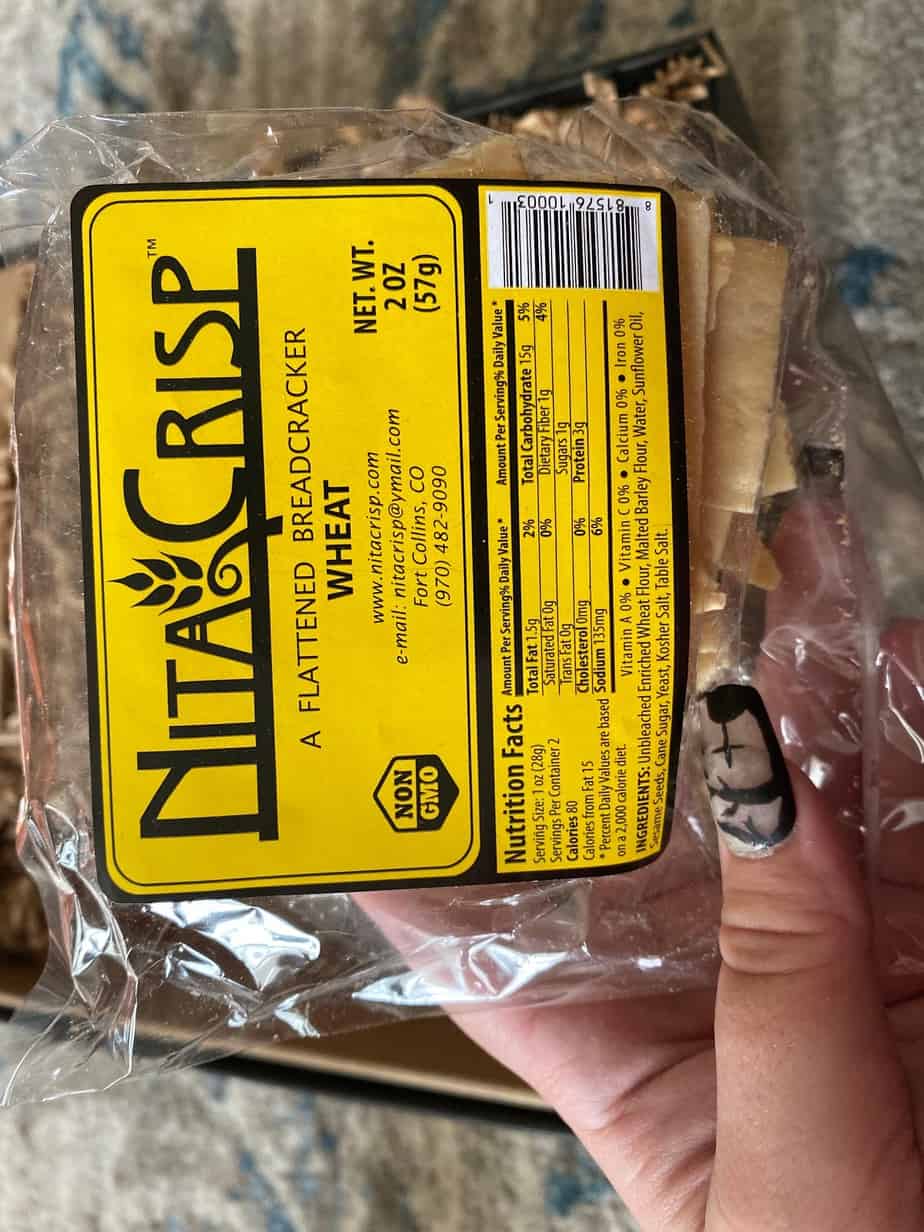 NITACRISP™
A FLATTENED BREADCRACKER
WHEAT
www.nitacrisp.com
e-mail: nitacrisp@ymail.com
Fort Collins, CO
(970) 482-9090
NON
GMO
NET. WT.
2 OZ
(57g)
Nutrition Facts
Serving Size: 1 oz (28g)
Servings Per Container 2
Calories 80
Calories from Fat 15
* Percent Daily Values are based
on a 2,000 calorie diet.
Amount Per Serving % Daily Value*
Total Fat 1.5g 2%
Saturated Fat 0g 0%
Trans Fat 0g
Cholesterol 0mg 0%
Sodium 135mg 6%
Amount Per Serving % Daily Value*
Total Carbohydrate 15g 5%
Dietary Fiber 1g 4%
Sugars 1g
Protein 3g
Vitamin A 0% • Vitamin C 0% • Calcium 0% • Iron 0%
INGREDIENTS: Unbleached Enriched Wheat Flour, Malted Barley Flour, Water, Sunflower Oil,
Sesame Seeds, Cane Sugar, Yeast, Kosher Salt, Table Salt.
8 81576 10003 1